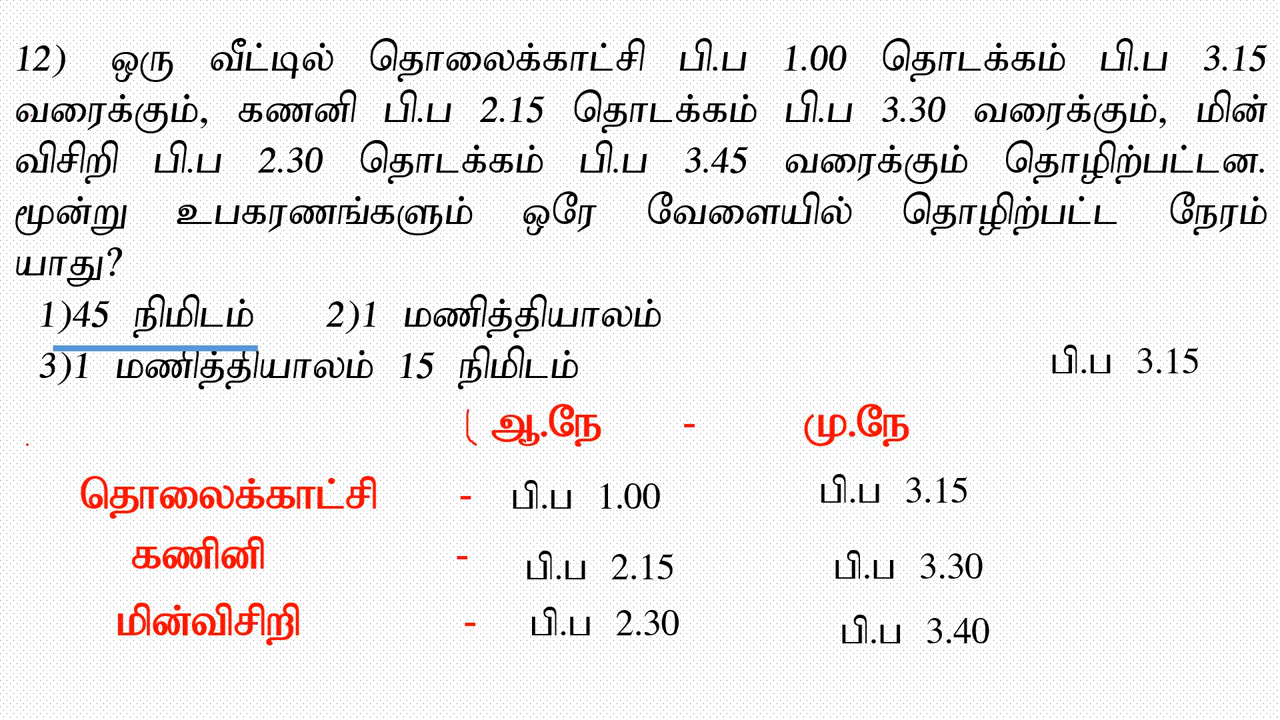 12) ஒரு வீட்டில் தொலைக்காட்சி பி.ப 1.00 தொடக்கம் பி.ப 3.15
வரைக்கும், கணனி பி.ப 2.15 தொடக்கம் பி.ப 3.30 வரைக்கும், மின்
விசிறி பி.ப 2.30 தொடக்கம் பி.ப 3.45 வரைக்கும் தொழிற்பட்டன.
மூன்று உபகரணங்களும் ஒரே வேளையில் தொழிற்பட்ட நேரம்
யாது?
1)45 நிமிடம் 2)1 மணித்தியாலம்
3)1 மணித்தியாலம் 15 நிமிடம் பி.ப 3.15
( ஆ.நே - மு.நே
தொலைக்காட்சி - பி.ப 1.00 பி.ப 3.15
கணினி - பி.ப 2.15 பி.ப 3.30
மின்விசிறி - பி.ப 2.30 பி.ப 3.40